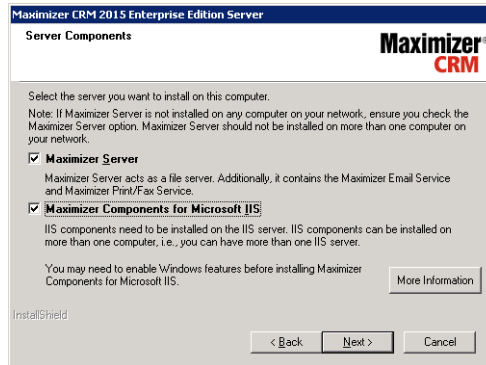 Maximizer CRM 2015 Enterprise Edition Server
Server Components
Maximizer®
CRM
Select the server you want to install on this computer.
Note: If Maximizer Server is not installed on any computer on your network, ensure you check the
Maximizer Server option. Maximizer Server should not be installed on more than one computer on
your network.
Maximizer Server
Maximizer Server acts as a file server. Additionally, it contains the Maximizer Email Service
and Maximizer Print/Fax Service.
Maximizer Components for Microsoft IIS
IIS components need to be installed on the IIS server. IIS components can be installed on
more than one computer, i.e., you can have more than one IIS server.
You may need to enable Windows features before installing Maximizer
Components for Microsoft IIS.
More Information
InstallShield
< Back
Next >
Cancel